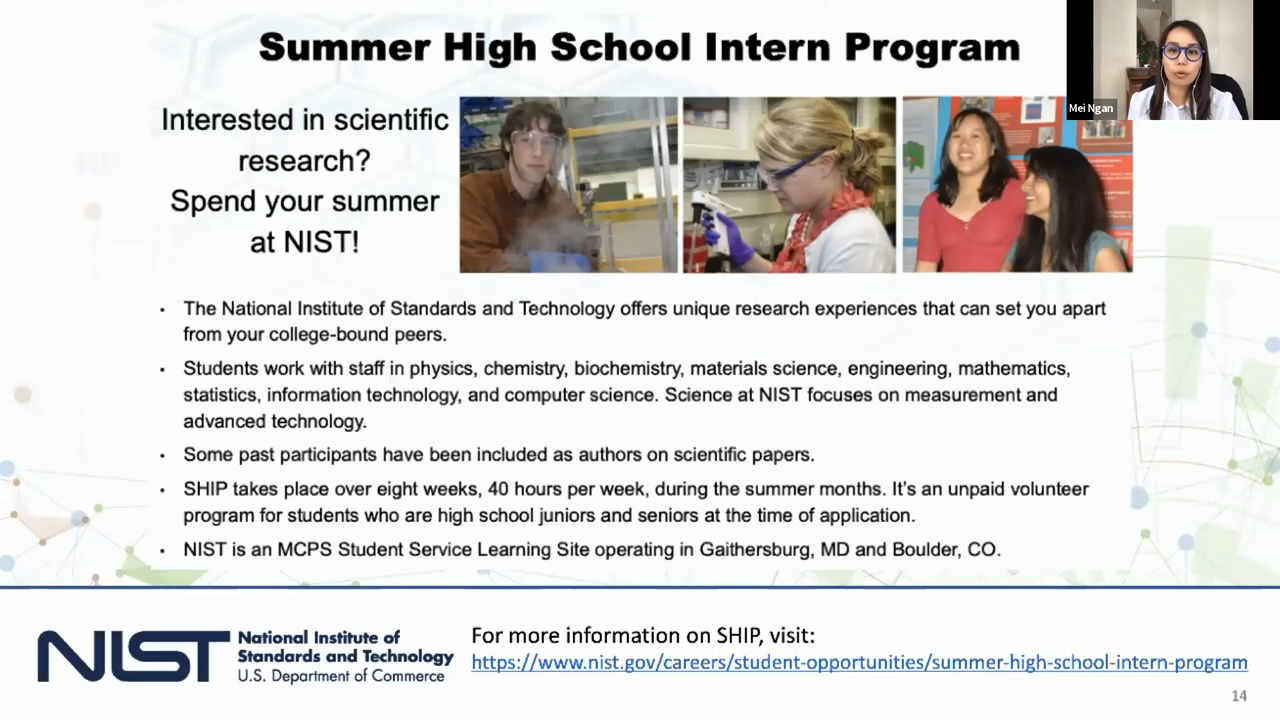 Summer High School Intern Program
Mei Ngan
Interested in scientific
research?
Spend your summer
at NIST!
• The National Institute of Standards and Technology offers unique research experiences that can set you apart
from your college-bound peers.
• Students work with staff in physics, chemistry, biochemistry, materials science, engineering, mathematics,
statistics, information technology, and computer science. Science at NIST focuses on measurement and
advanced technology.
• Some past participants have been included as authors on scientific papers.
• SHIP takes place over eight weeks, 40 hours per week, during the summer months. It's an unpaid volunteer
program for students who are high school juniors and seniors at the time of application.
• NIST is an MCPS Student Service Learning Site operating in Gaithersburg, MD and Boulder, CO.
NIST
National Institute of
Standards and Technology
U.S. Department of Commerce
For more information on SHIP, visit:
https://www.nist.gov/careers/student-opportunities/summer-high-school-intern-program
14